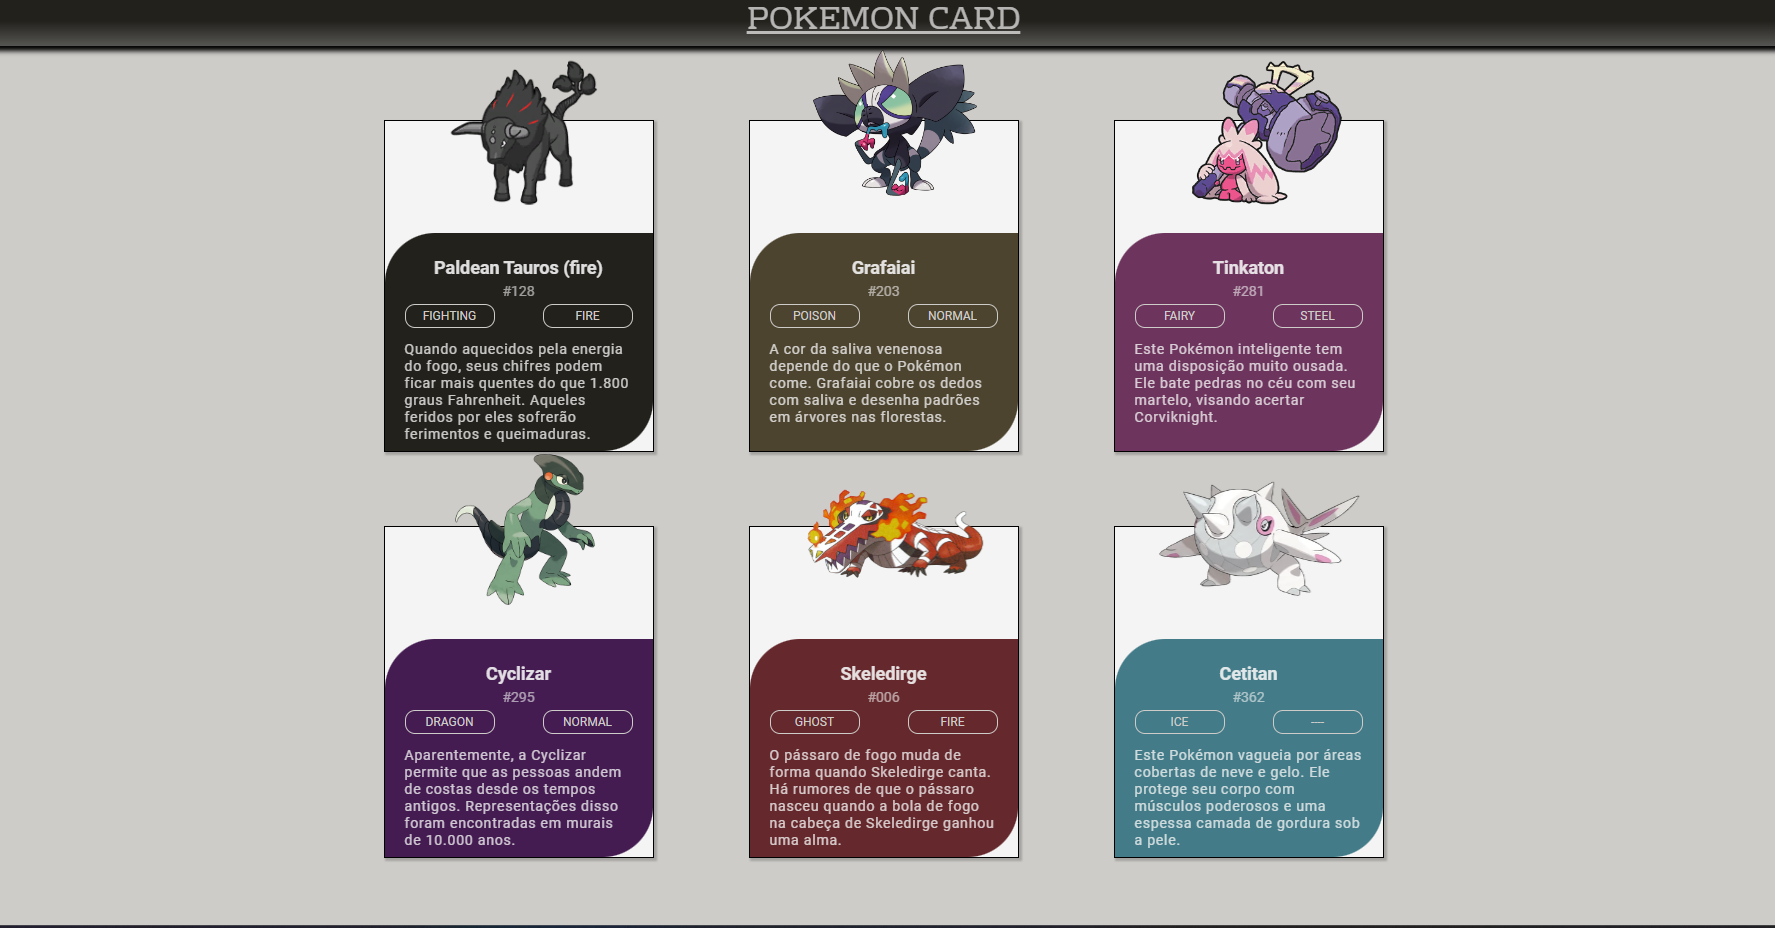 POKEMON CARD
Paldean Tauros (fire)
#128
FIGHTING FIRE
Quando aquecidos pela energia
do fogo, seus chifres podem
ficar mais quentes do que 1.800
graus Fahrenheit. Aqueles
feridos por eles sofrerão
ferimentos e queimaduras.
Grafaiai
#203
POISON NORMAL
A cor da saliva venenosa
depende do que o Pokémon
come. Grafaiai cobre os dedos
com saliva e desenha padrões
em árvores nas florestas.
Tinkaton
#281
FAIRY STEEL
Este Pokémon inteligente tem
uma disposição muito ousada.
Ele bate pedras no céu com seu
martelo, visando acertar
Corviknight.
Cyclizar
#295
DRAGON NORMAL
Aparentemente, a Cyclizar
permite que as pessoas andem
de costas desde os tempos
antigos. Representações disso
foram encontradas em murais
de 10.000 anos.
Skeledirge
#006
GHOST FIRE
O pássaro de fogo muda de
forma quando Skeledirge canta.
Há rumores de que o pássaro
nasceu quando a bola de fogo
na cabeça de Skeledirge ganhou
uma alma.
Cetitan
#362
ICE —
Este Pokémon vagueia por áreas
cobertas de neve e gelo. Ele
protege seu corpo com
músculos poderosos e uma
espessa camada de gordura sob
a pele.